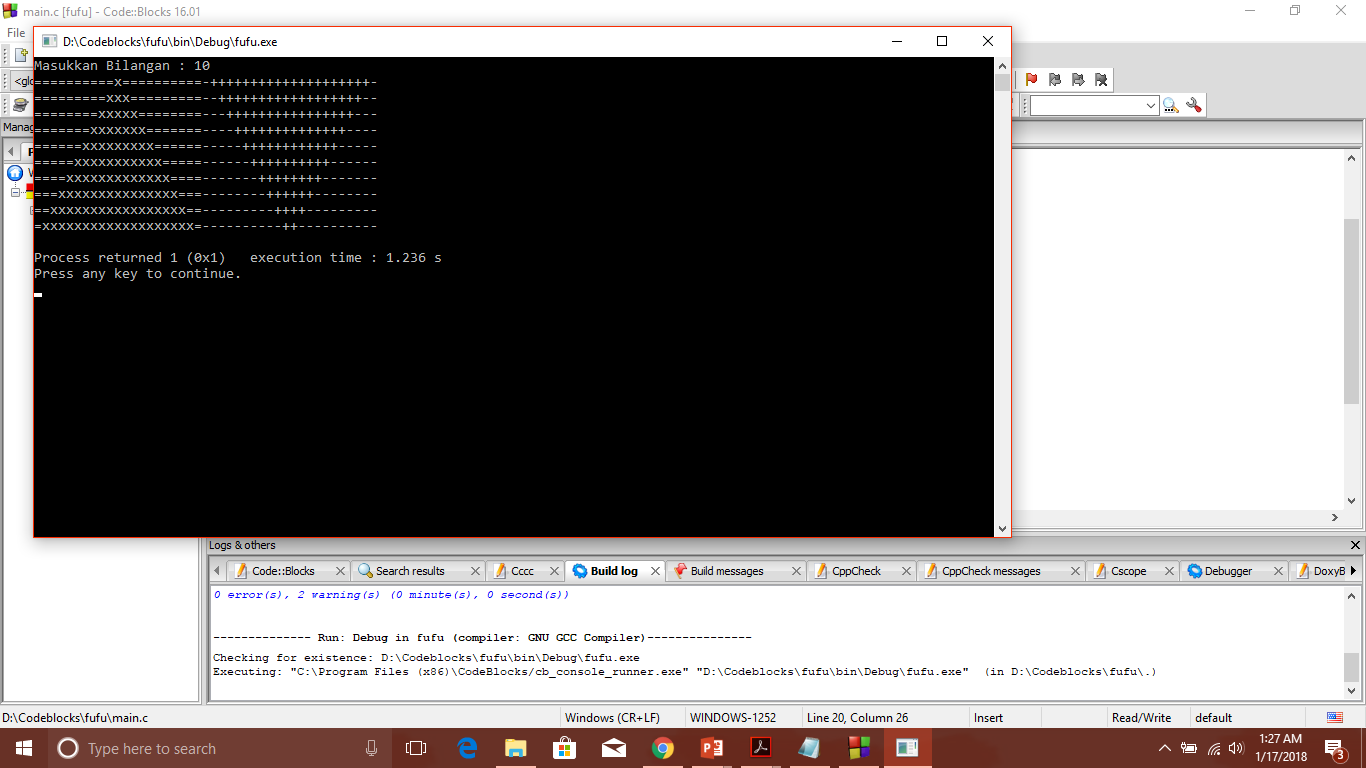 main.c [fufu] - Code::Blocks 16.01
File
D:\Codeblocks\fufu\bin\Debug\fufu.exe
Masukkan Bilangan : 10
==========x==========-++++++++++++++++++++-
=========xxx=========--++++++++++++++++++--
========xxxxx========---++++++++++++++++---
=======xxxxxxx=======----++++++++++++++----
======xxxxxxxxx======-----++++++++++++-----
=====xxxxxxxxxxx=====------++++++++++------
====xxxxxxxxxxxxx====-------++++++++-------
===xxxxxxxxxxxxxxx===--------++++++--------
==xxxxxxxxxxxxxxxxx==---------++++---------
=xxxxxxxxxxxxxxxxxxx=----------++----------
Process returned 1 (0x1)   execution time : 1.236 s
Press any key to continue.
<glo
Manag
Logs & others
Code::Blocks Search results Cccc Build log Build messages CppCheck CppCheck messages Cscope Debugger DoxyB
0 error(s), 2 warning(s) (0 minute(s), 0 second(s))
-------------- Run: Debug in fufu (compiler: GNU GCC Compiler)---------------
Checking for existence: D:\Codeblocks\fufu\bin\Debug\fufu.exe
Executing: "C:\Program Files (x86)\CodeBlocks/cb_console_runner.exe" "D:\Codeblocks\fufu\bin\Debug\fufu.exe"  (in D:\Codeblocks\fufu\.)
D:\Codeblocks\fufu\main.c Windows (CR+LF) WINDOWS-1252 Line 20, Column 26 Insert Read/Write default
Type here to search
1:27 AM
1/17/2018
3